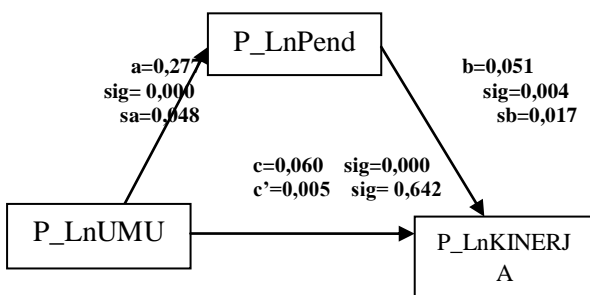 P_LnPend
a=0,277
sig= 0,000
sa=0,048
b=0,051
sig=0,004
sb=0,017
c=0,060 sig=0,000
c’=0,005 sig= 0,642
P_LnUMU
P_LnKINERJ
A